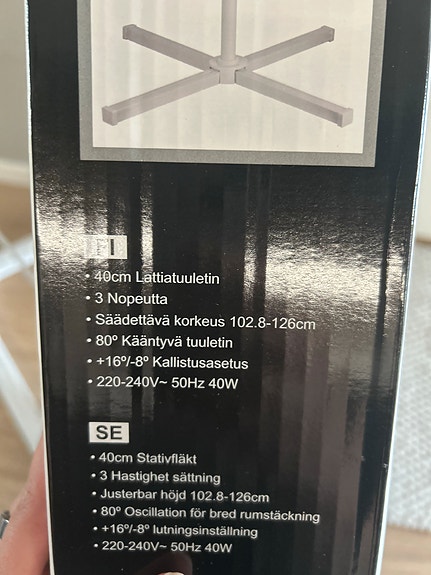 FI
• 40cm Lattiatuuletin
• 3 Nopeutta
• Säädettävä korkeus 102.8-126cm
• 80º Kääntyvä tuuletin
• +16º/-8º Kallistusasetus
• 220-240V~ 50Hz 40W
SE
• 40cm Stativfläkt
• 3 Hastighet sättning
• Justerbar höjd 102.8-126cm
• 80º Oscillation för bred rumstäckning
• +16º/-8º lutningsinställning
• 220-240V~ 50Hz 40W